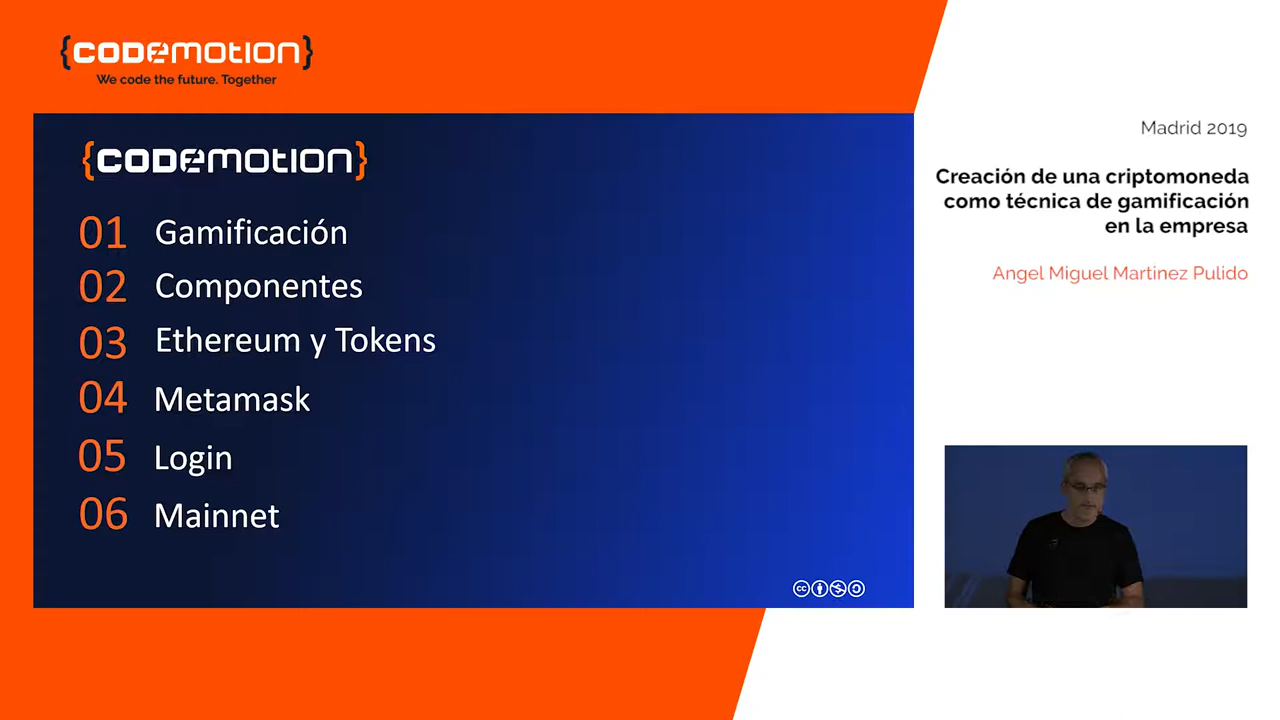 {CODEMOTION}
We code the future. Together
{CODEMOTION}
01 Gamificación
02 Componentes
03 Ethereum y Tokens
04 Metamask
05 Login
06 Mainnet
cc
Madrid 2019
Creación de una criptomoneda
como técnica de gamificación
en la empresa
Angel Miguel Martinez Pulido